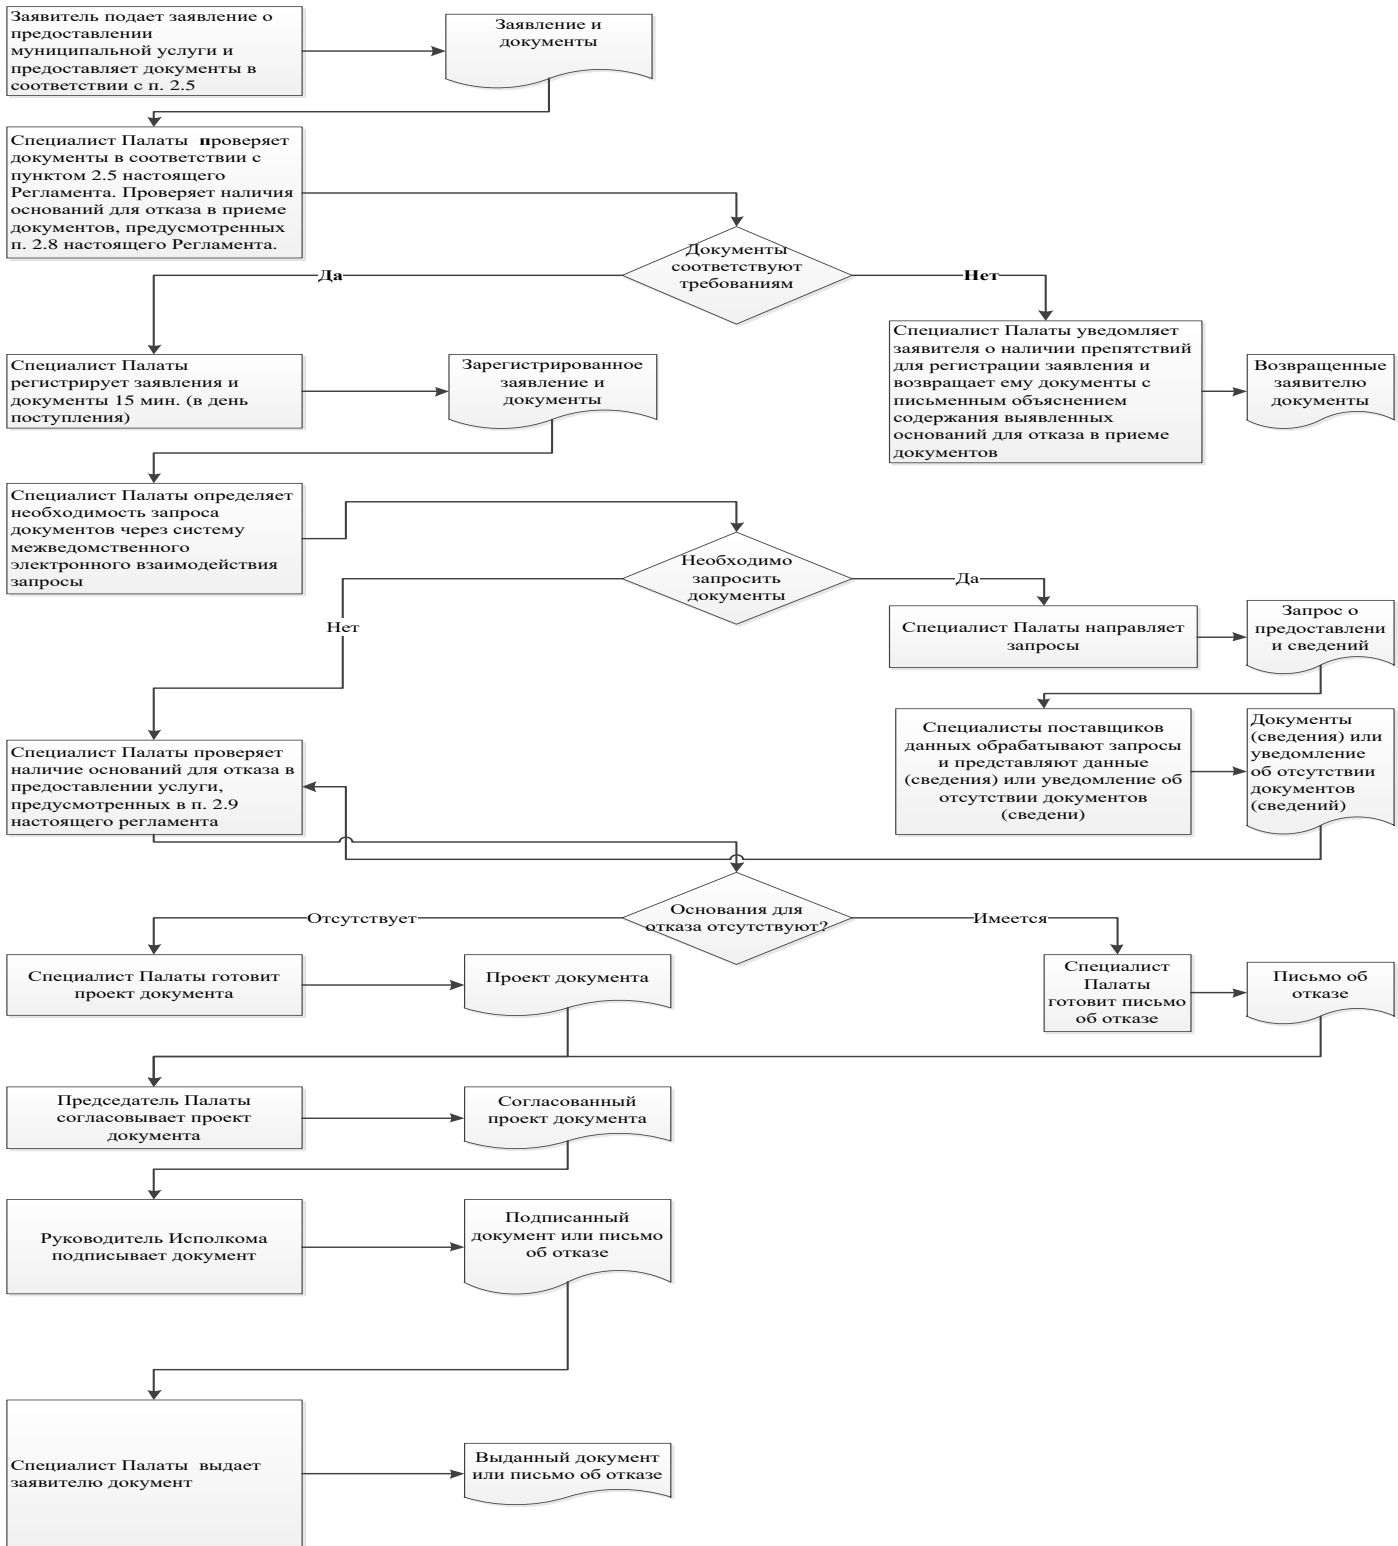 Заявитель подает заявление о
предоставлении
муниципальной услуги и
предоставляет документы в
соответствии с п. 2.5
Заявление и
документы
Специалист Палаты проверяет
документы в соответствии с
пунктом 2.5 настоящего
Регламента. Проверяет наличия
оснований для отказа в приеме
документов, предусмотренных
п. 2.8 настоящего Регламента.
Документы
соответствуют
требованиям
Да
Нет
Специалист Палаты
регистрирует заявления и
документы 15 мин. (в день
поступления)
Зарегистрированное
заявление и
документы
Специалист Палаты уведомляет
заявителя о наличии препятствий
для регистрации заявления и
возвращает ему документы с
письменным объяснением
содержания выявленных
оснований для отказа в приеме
документов
Возвращенные
заявителю
документы
Специалист Палаты определяет
необходимость запроса
документов через систему
межведомственного
электронного взаимодействия
запросы
Необходимо
запросить
документы
Да
Нет
Специалист Палаты направляет
запросы
Запрос о
предоставлени
и сведений
Специалист Палаты проверяет
наличие оснований для отказа в
предоставлении услуги,
предусмотренных в п. 2.9
настоящего регламента
Специалисты поставщиков
данных обрабатывают запросы
и представляют данные
(сведения) или уведомление об
отсутствии документов
(сведени)
Документы
(сведения) или
уведомление
об отсутствии
документов
(сведений)
Основания для
отказа отсутствуют?
Отсутствует
Имеется
Специалист Палаты готовит
проект документа
Проект документа
Специалист
Палаты
готовит письмо
об отказе
Письмо об
отказе
Председатель Палаты
согласовывает проект
документа
Согласованный
проект документа
Руководитель Исполкома
подписывает документ
Подписанный
документ или письмо
об отказе
Специалист Палаты выдает
заявителю документ
Выданный документ
или письмо об отказе